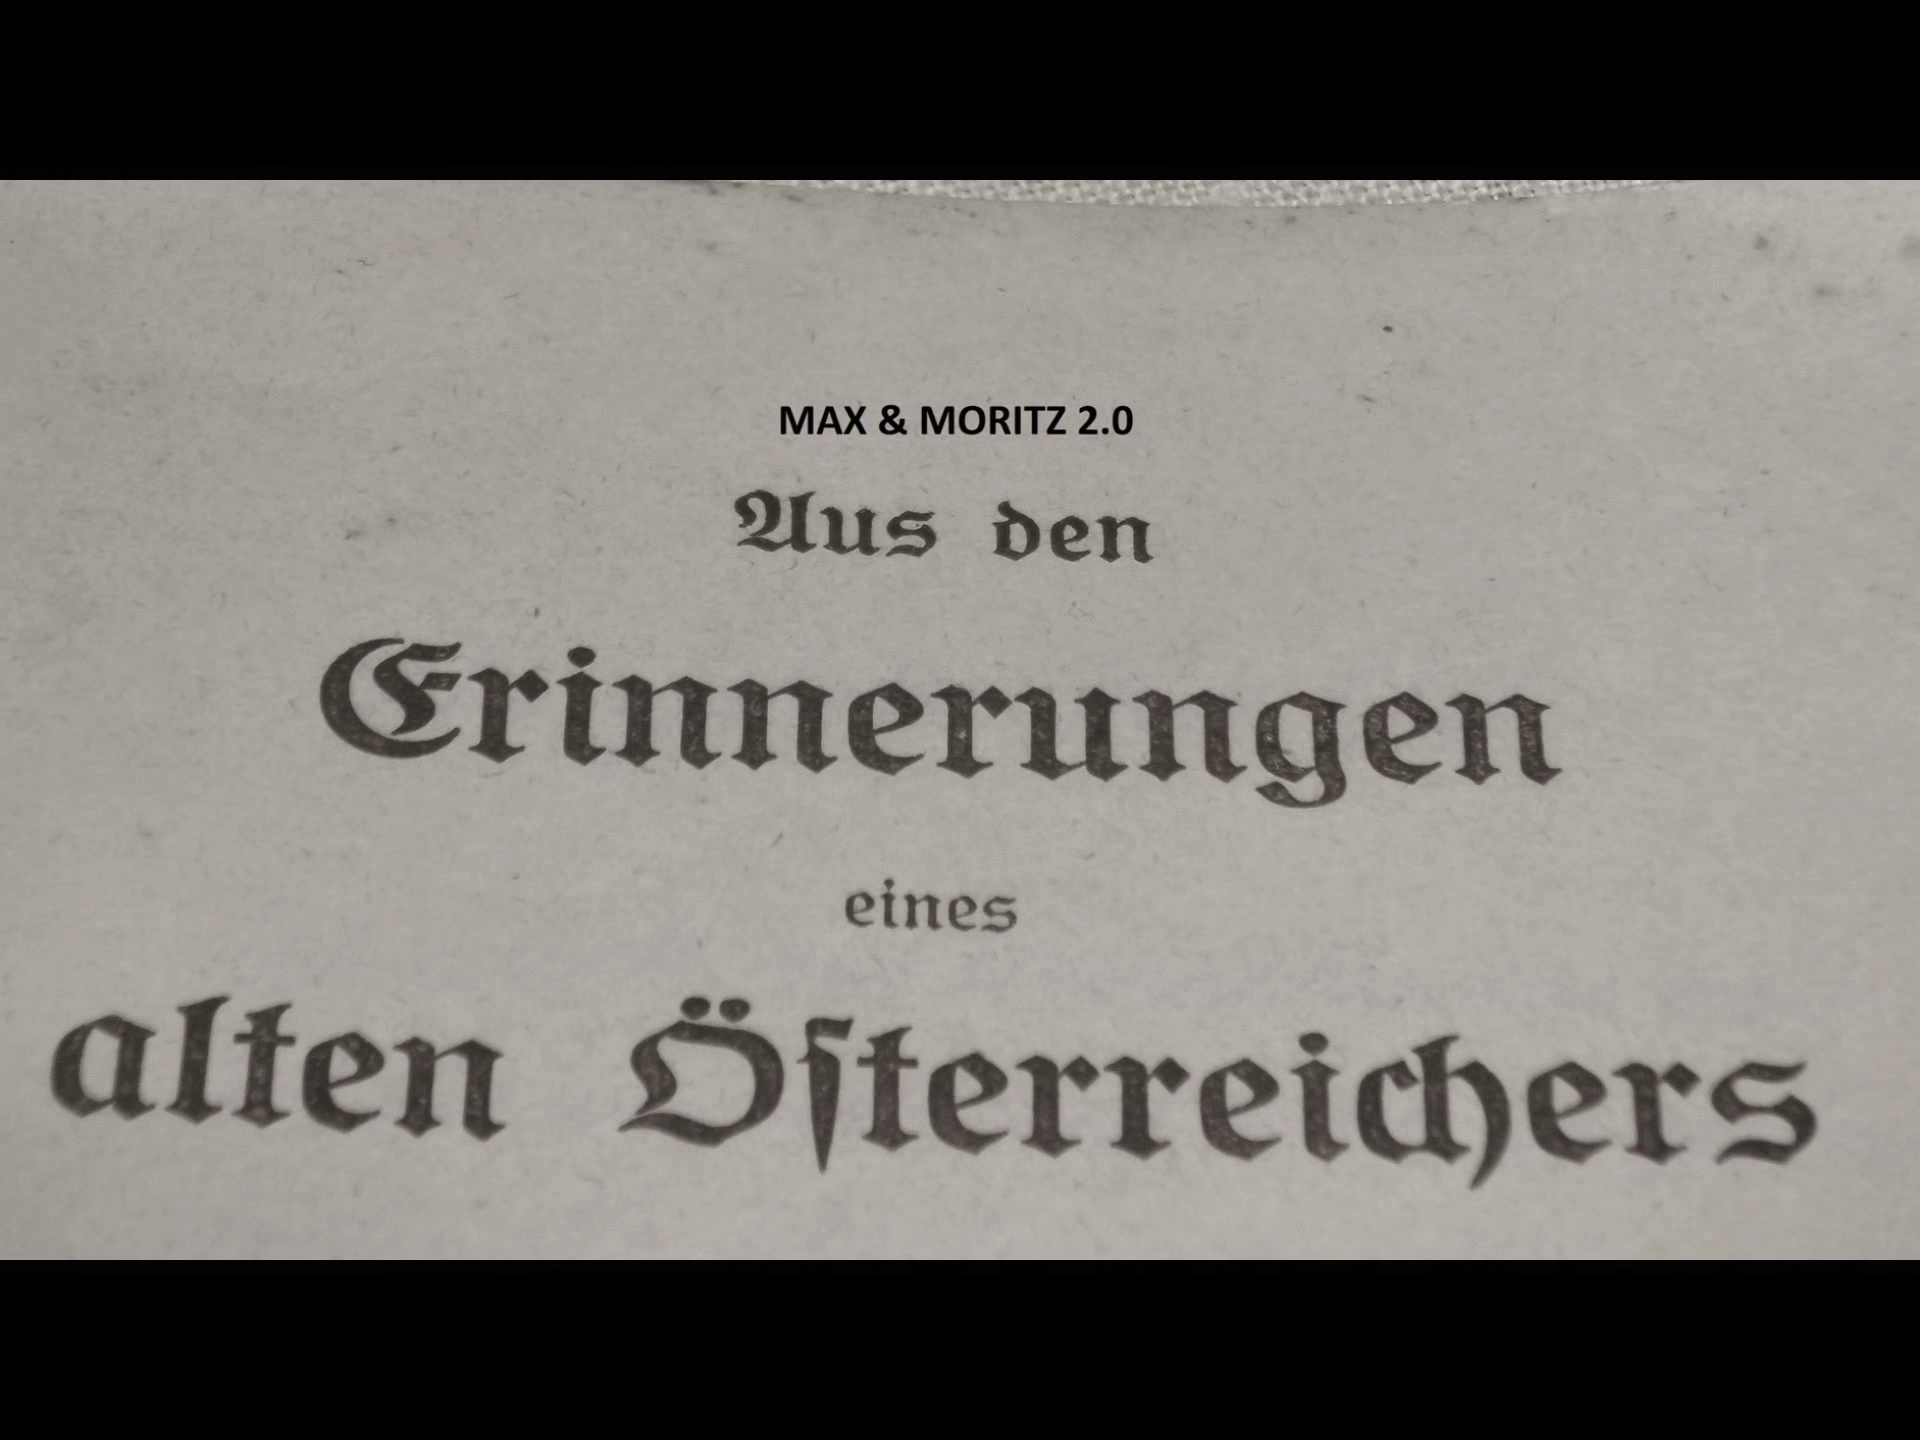 MAX & MORITZ 2.0
Aus den
Erinnerungen
eines
alten Öſterreichers